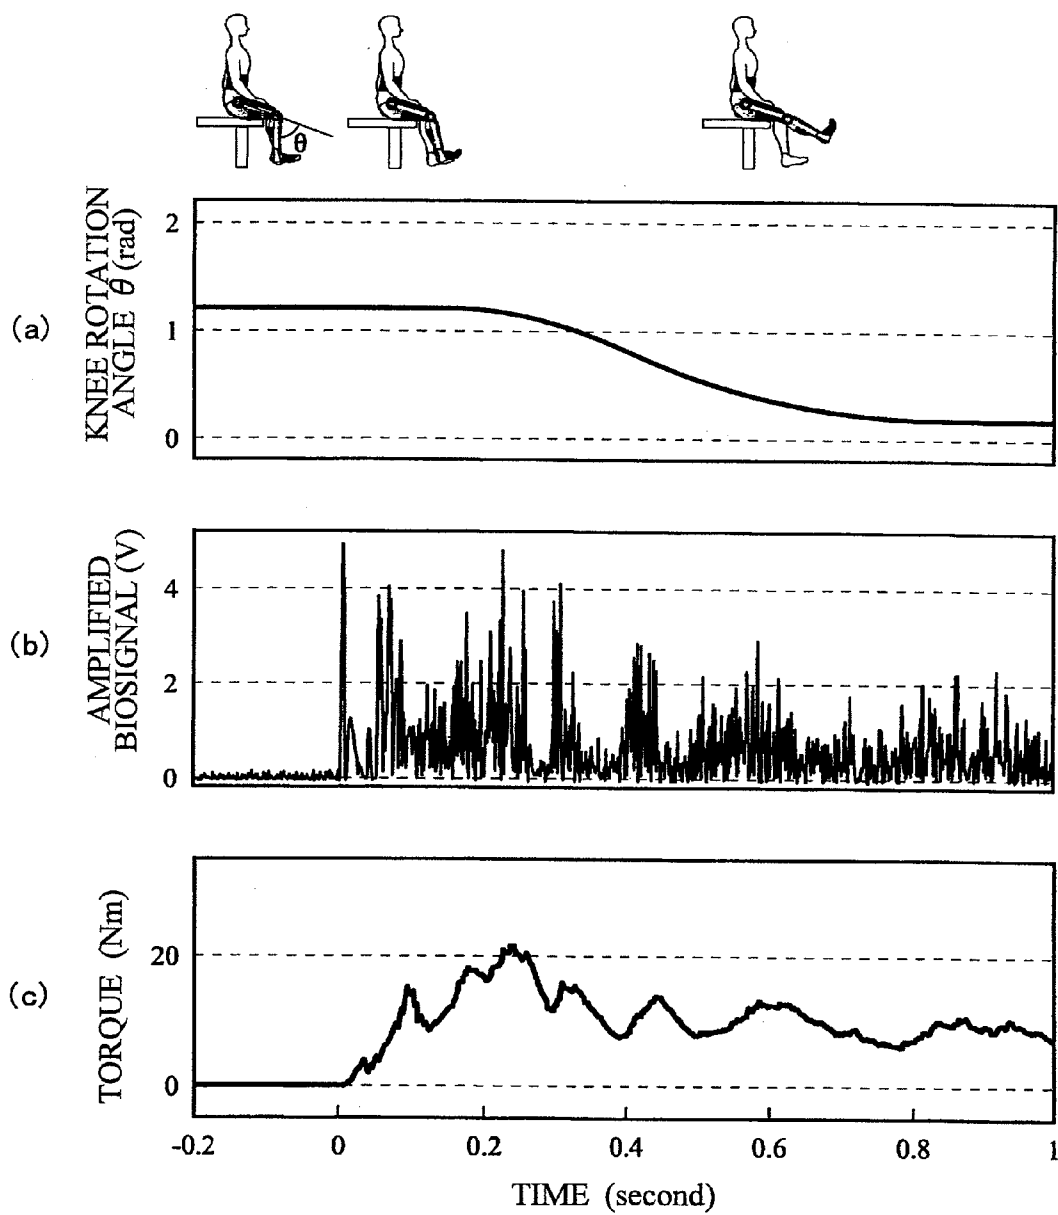 θ
(a)
KNEE ROTATION
ANGLE θ (rad)
2
1
0
(b)
AMPLIFIED
BIOSIGNAL (V)
4
2
0
(c)
TORQUE (Nm)
20
0
-0.2 0 0.2 0.4 0.6 0.8 1
TIME (second)